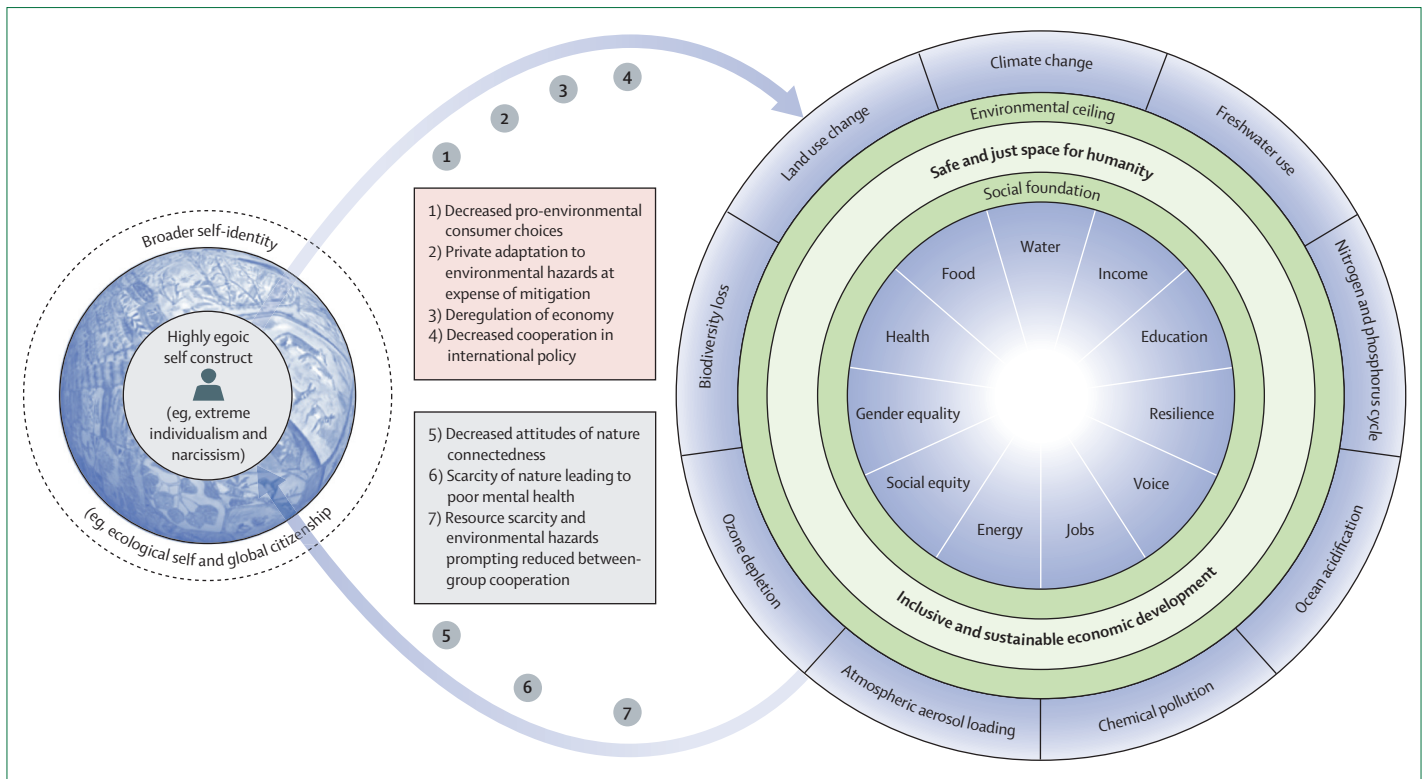 Broader self-identity
Highly egoic
self construct
(eg, extreme
individualism and
narcissism)
(eg, ecological self and global citizenship
1
2
3
4
1) Decreased pro-environmental
consumer choices
2) Private adaptation to
environmental hazards at
expense of mitigation
3) Deregulation of economy
4) Decreased cooperation in
international policy
5) Decreased attitudes of nature
connectedness
6) Scarcity of nature leading to
poor mental health
7) Resource scarcity and
environmental hazards
prompting reduced between-
group cooperation
5
6
7
Climate change
Freshwater use
Nitrogen and phosphorus cycle
Ocean acidification
Chemical pollution
Atmospheric aerosol loading
Ozone depletion
Biodiversity loss
Land use change
Environmental ceiling
Safe and just space for humanity
Social foundation
Water
Income
Education
Resilience
Voice
Jobs
Energy
Social equity
Gender equality
Health
Food
Inclusive and sustainable economic development